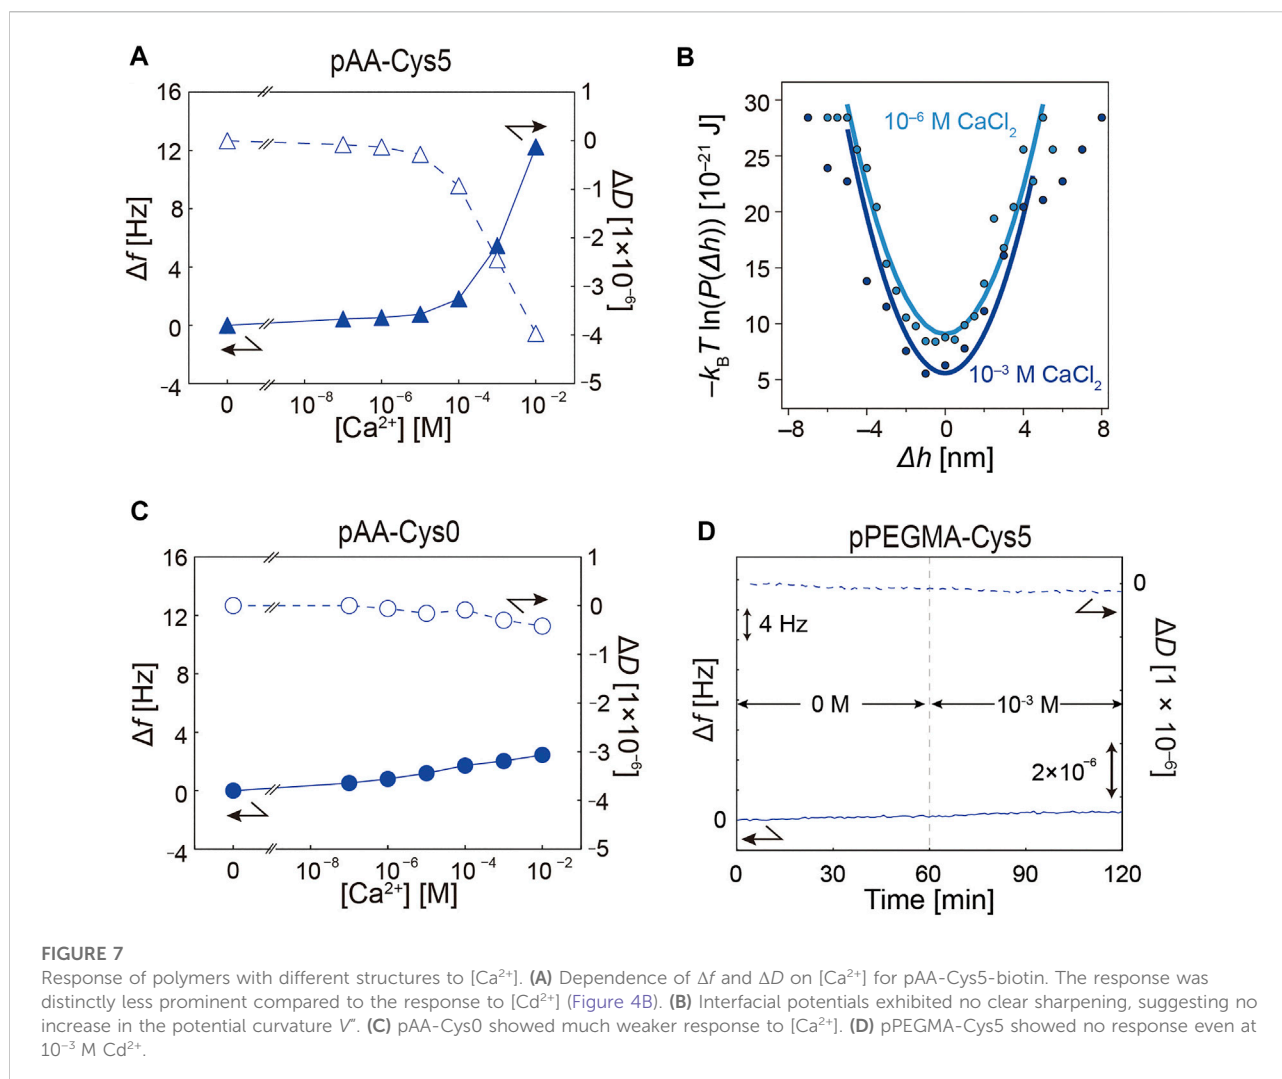 A
pAA-Cys5
16
12
8
4
0
−4
Δf [Hz]
1
0
−1
−2
−3
−4
−5
ΔD [1×10⁻⁹]
0
10⁻⁸
10⁻⁶
10⁻⁴
10⁻²
[Ca²⁺] [M]
B
30
25
20
15
10
5
−k_B T ln(P(Δh)) [10⁻²¹ J]
10⁻⁶ M CaCl₂
10⁻³ M CaCl₂
−8
−4
0
4
8
Δh [nm]
C
pAA-Cys0
16
12
8
4
0
−4
Δf [Hz]
1
0
−1
−2
−3
−4
−5
ΔD [1×10⁻⁹]
0
10⁻⁸
10⁻⁶
10⁻⁴
10⁻²
[Ca²⁺] [M]
D
pPEGMA-Cys5
4 Hz
0 M
10⁻³ M
2×10⁻⁶
0
Δf [Hz]
0
ΔD [1 × 10⁻⁹]
0
30
60
90
120
Time [min]
FIGURE 7
Response of polymers with different structures to [Ca²⁺]. (A) Dependence of Δf and ΔD on [Ca²⁺] for pAA-Cys5-biotin. The response was
distinctly less prominent compared to the response to [Cd²⁺] (Figure 4B). (B) Interfacial potentials exhibited no clear sharpening, suggesting no
increase in the potential curvature V″. (C) pAA-Cys0 showed much weaker response to [Ca²⁺]. (D) pPEGMA-Cys5 showed no response even at
10⁻³ M Cd²⁺.